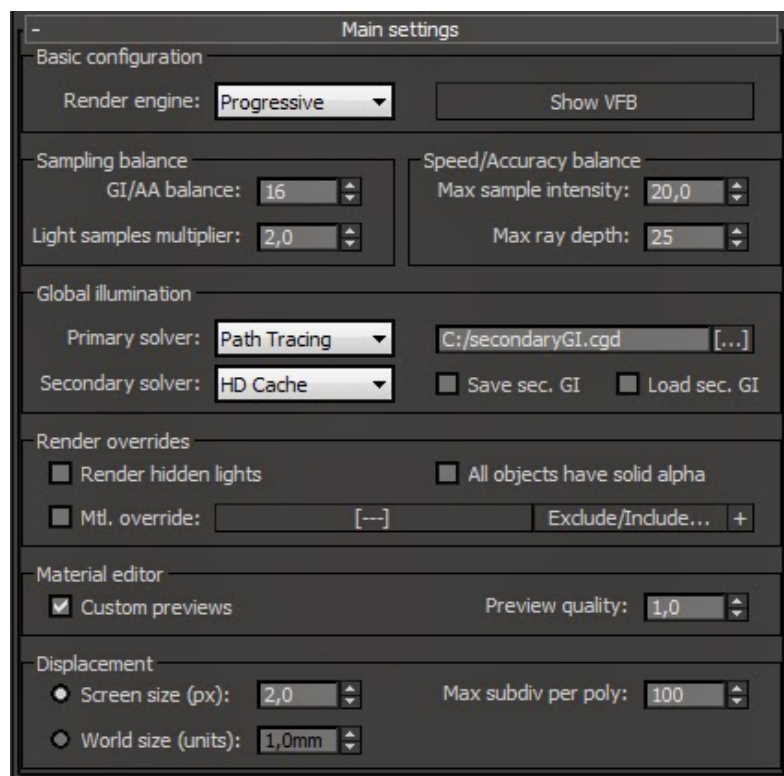 - Main settings
Basic configuration
Render engine: Progressive Show VFB
Sampling balance Speed/Accuracy balance
GI/AA balance: 16 Max sample intensity: 20,0
Light samples multiplier: 2,0 Max ray depth: 25
Global illumination
Primary solver: Path Tracing C:/secondaryGI.cgd [...]
Secondary solver: HD Cache Save sec. GI Load sec. GI
Render overrides
Render hidden lights All objects have solid alpha
Mtl. override: [---] Exclude/Include... +
Material editor
Custom previews Preview quality: 1,0
Displacement
Screen size (px): 2,0 Max subdiv per poly: 100
World size (units): 1,0mm